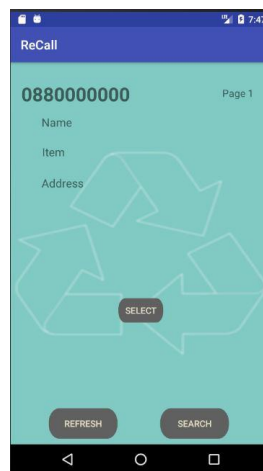 7:47
ReCall
0880000000 Page 1
Name
Item
Address
SELECT
REFRESH SEARCH